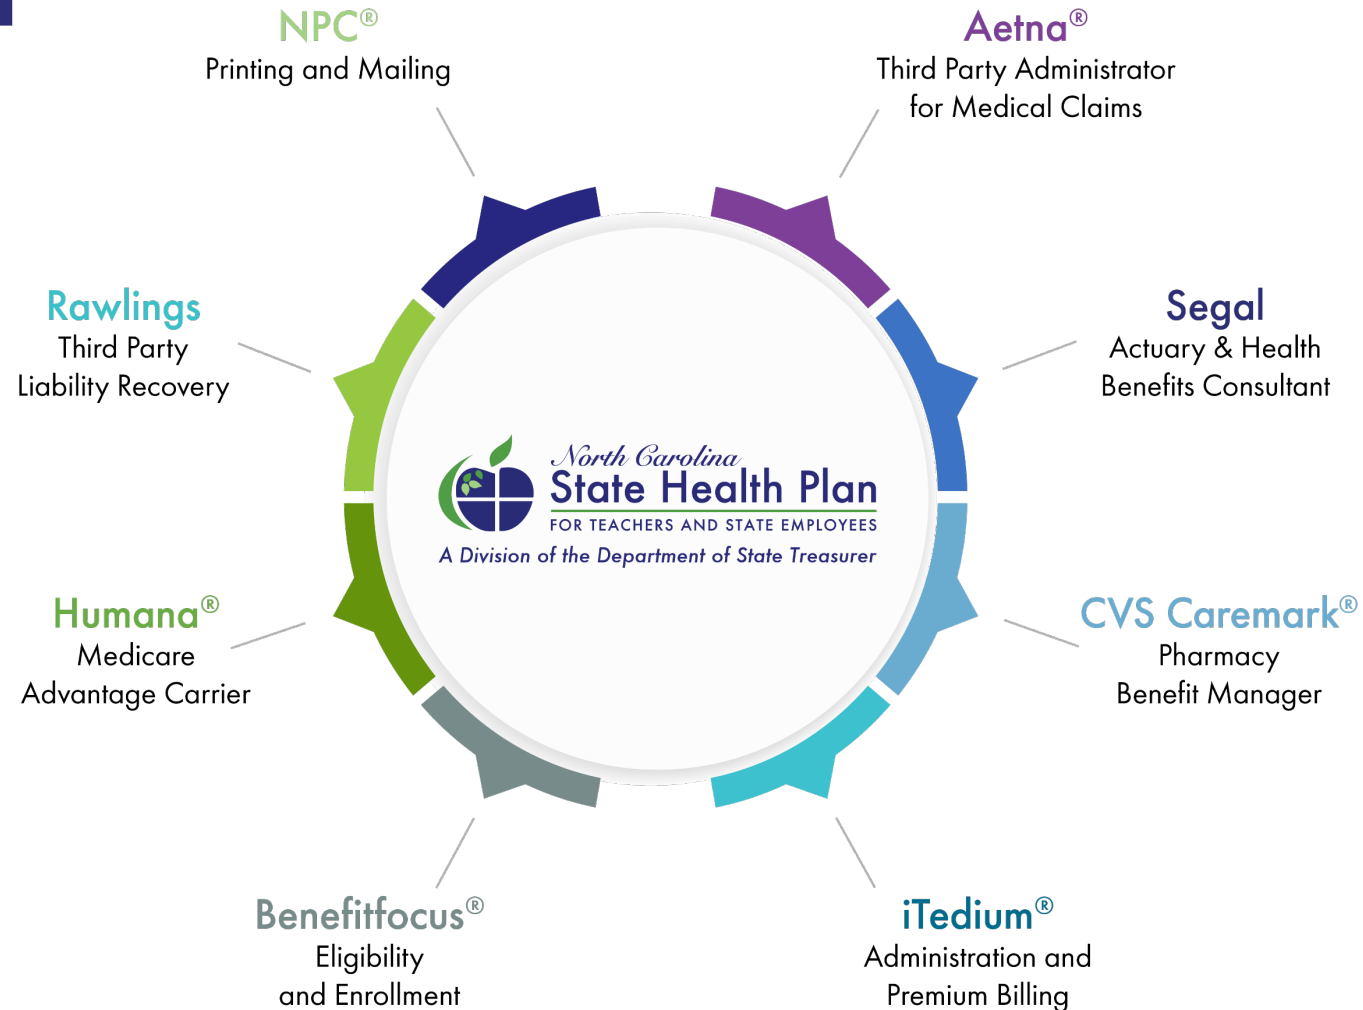 NPC®
Printing and Mailing
Aetna®
Third Party Administrator
for Medical Claims
Rawlings
Third Party
Liability Recovery
Segal
Actuary & Health
Benefits Consultant
North Carolina
State Health Plan
FOR TEACHERS AND STATE EMPLOYEES
A Division of the Department of State Treasurer
Humana®
Medicare
Advantage Carrier
CVS Caremark®
Pharmacy
Benefit Manager
Benefitfocus®
Eligibility
and Enrollment
iTedium®
Administration and
Premium Billing